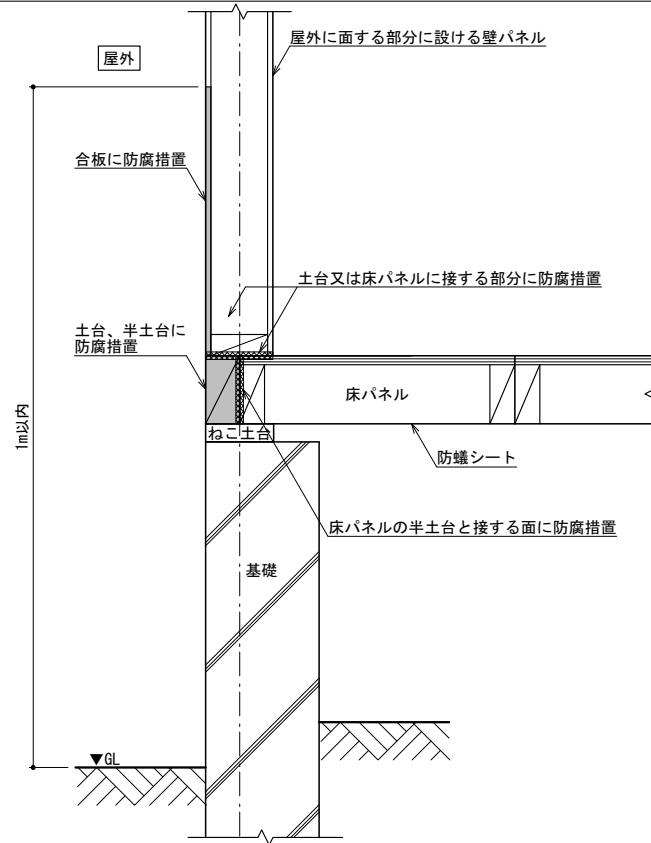 屋外に面する部分に設ける壁パネル
屋外
合板に防腐措置
土台又は床パネルに接する部分に防腐措置
土台、半土台に
防腐措置
床パネル
1m以内
ねこ土台
防蟻シート
床パネルの半土台と接する面に防腐措置
基礎
▼GL